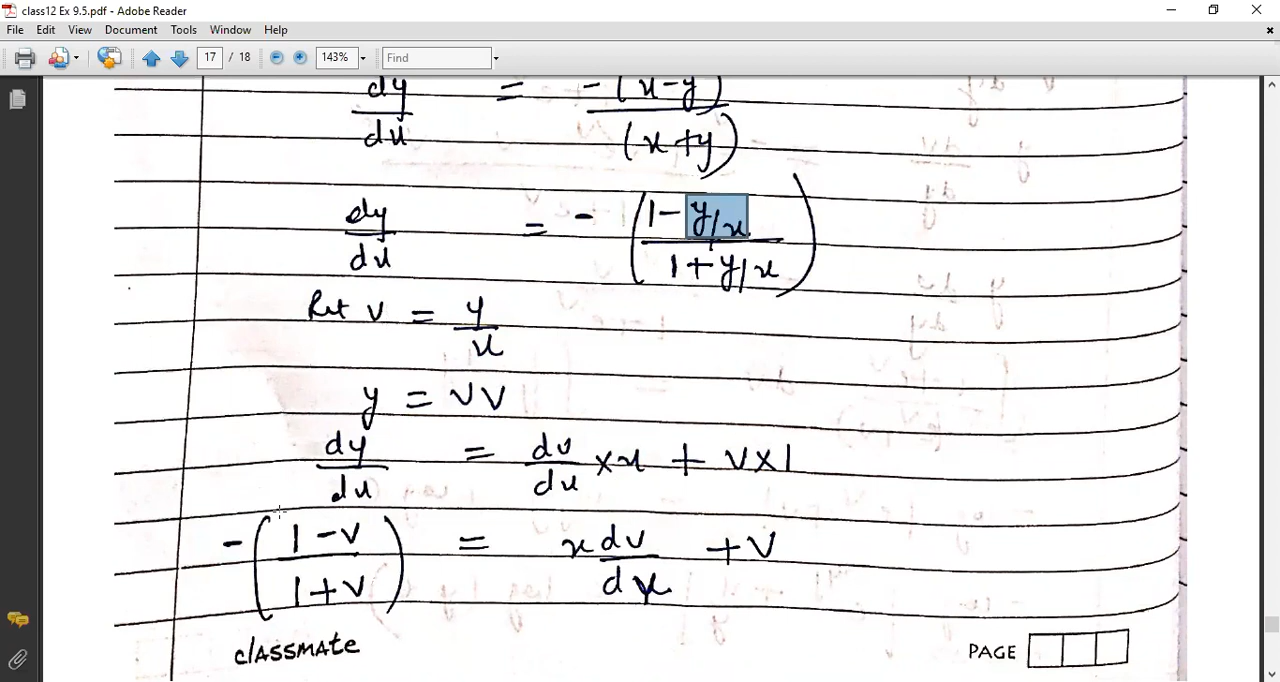 class12 Ex 9.5.pdf - Adobe Reader
File Edit View Document Tools Window Help
17 / 18 143% Find
dy/dx = -(x-y)/(x+y)
dy/dx = -((1-y/x)/(1+y/x))
Let v = y/x
y = vv
dy/dx = dv/dx × x + v×1
-((1-v)/(1+v)) = x dv/dx + v
classmate
PAGE